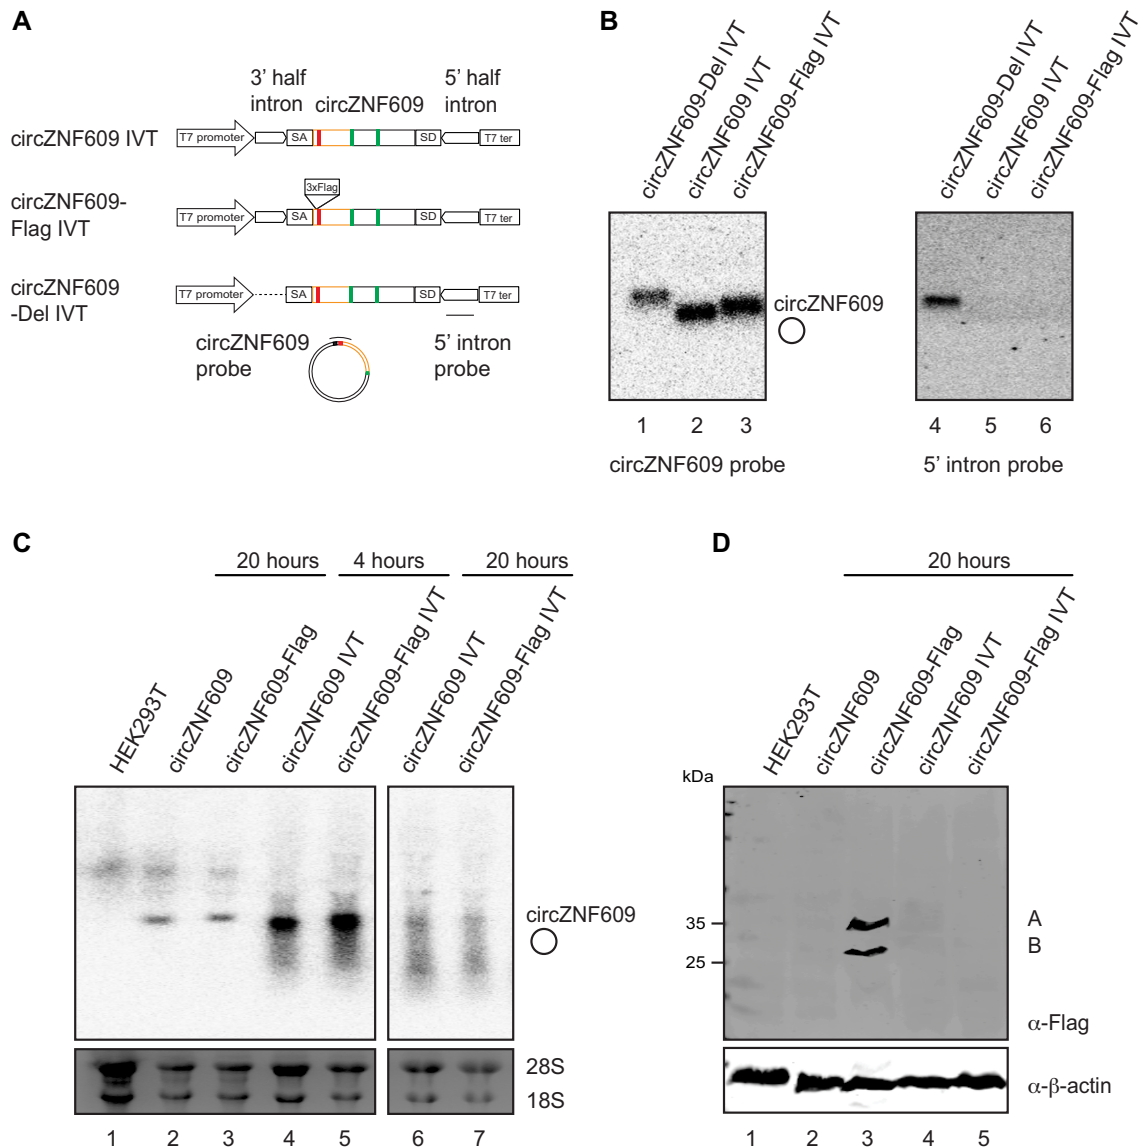 A
3' half
intron
circZNF609
5' half
intron
circZNF609 IVT
T7 promoter
SA
SD
T7 ter
3xFlag
circZNF609-
Flag IVT
T7 promoter
SA
SD
T7 ter
circZNF609
-Del IVT
T7 promoter
SA
SD
T7 ter
circZNF609
probe
5' intron
probe
B
circZNF609-Del IVT
circZNF609 IVT
circZNF609-Flag IVT
circZNF609-Del IVT
circZNF609 IVT
circZNF609-Flag IVT
circZNF609
1 2 3
4 5 6
circZNF609 probe
5' intron probe
C
20 hours
4 hours
20 hours
HEK293T
circZNF609
circZNF609-Flag
circZNF609 IVT
circZNF609-Flag IVT
circZNF609 IVT
circZNF609-Flag IVT
circZNF609
28S
18S
1 2 3 4 5 6 7
D
20 hours
HEK293T
circZNF609
circZNF609-Flag
circZNF609 IVT
circZNF609-Flag IVT
kDa
35
25
A
B
α-Flag
α-β-actin
1 2 3 4 5